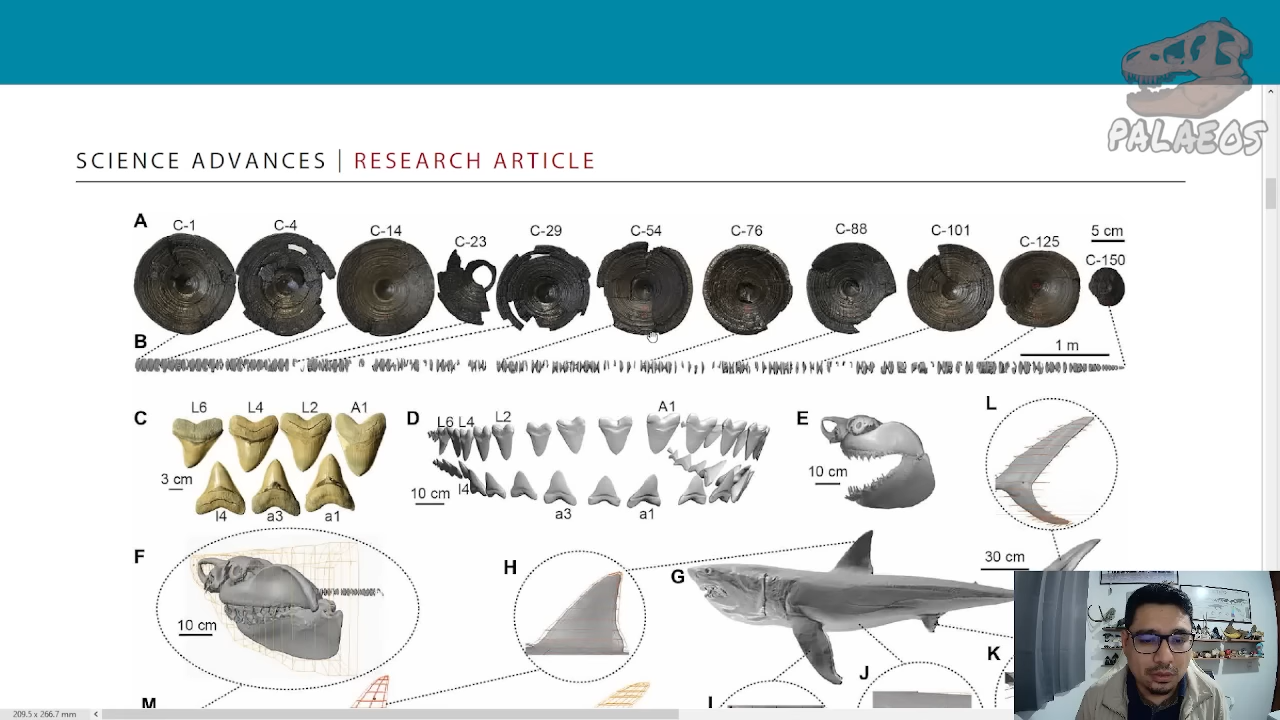 PALAEOS
SCIENCE ADVANCES | RESEARCH ARTICLE
A
C-1
C-4
C-14
C-23
C-29
C-54
C-76
C-88
C-101
C-125
5 cm
C-150
B
1 m
C
L6
L4
L2
A1
3 cm
l4
a3
a1
D
L6
L4
L2
A1
10 cm
l4
a3
a1
E
10 cm
L
30 cm
F
10 cm
H
G
K
J
I
M
209.5 x 266.7 mm